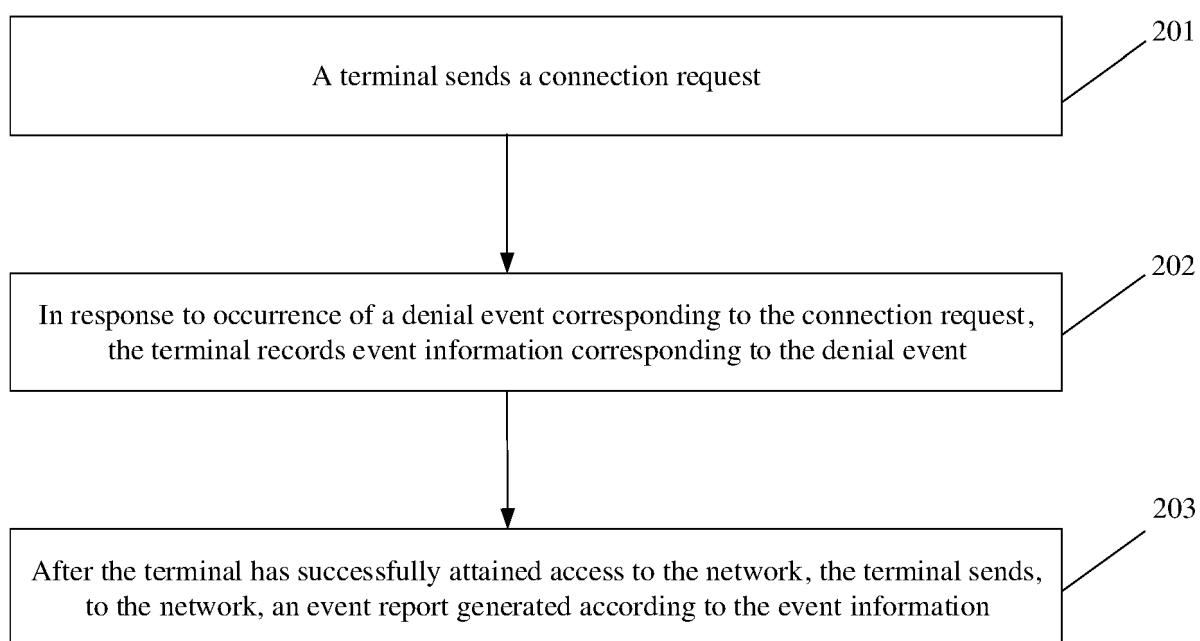 201
A terminal sends a connection request
202
In response to occurrence of a denial event corresponding to the connection request,
the terminal records event information corresponding to the denial event
203
After the terminal has successfully attained access to the network, the terminal sends,
to the network, an event report generated according to the event information